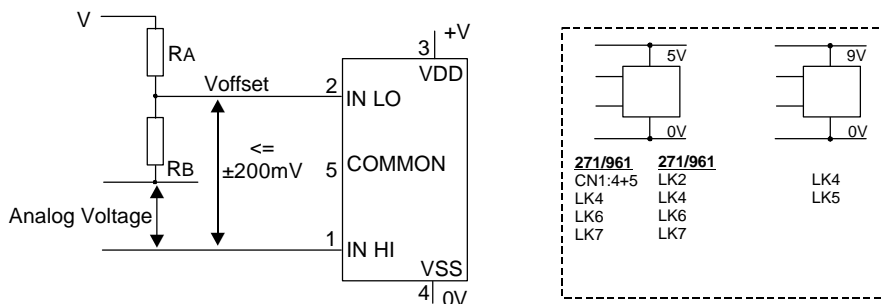 V
RA
Voffset
RB
Analog Voltage
<=
±200mV
+V
3
VDD
2
IN LO
5
COMMON
1
IN HI
VSS
4
0V
5V
0V
271/961
CN1:4+5
LK4
LK6
LK7
271/961
LK2
LK4
LK6
LK7
9V
0V
LK4
LK5